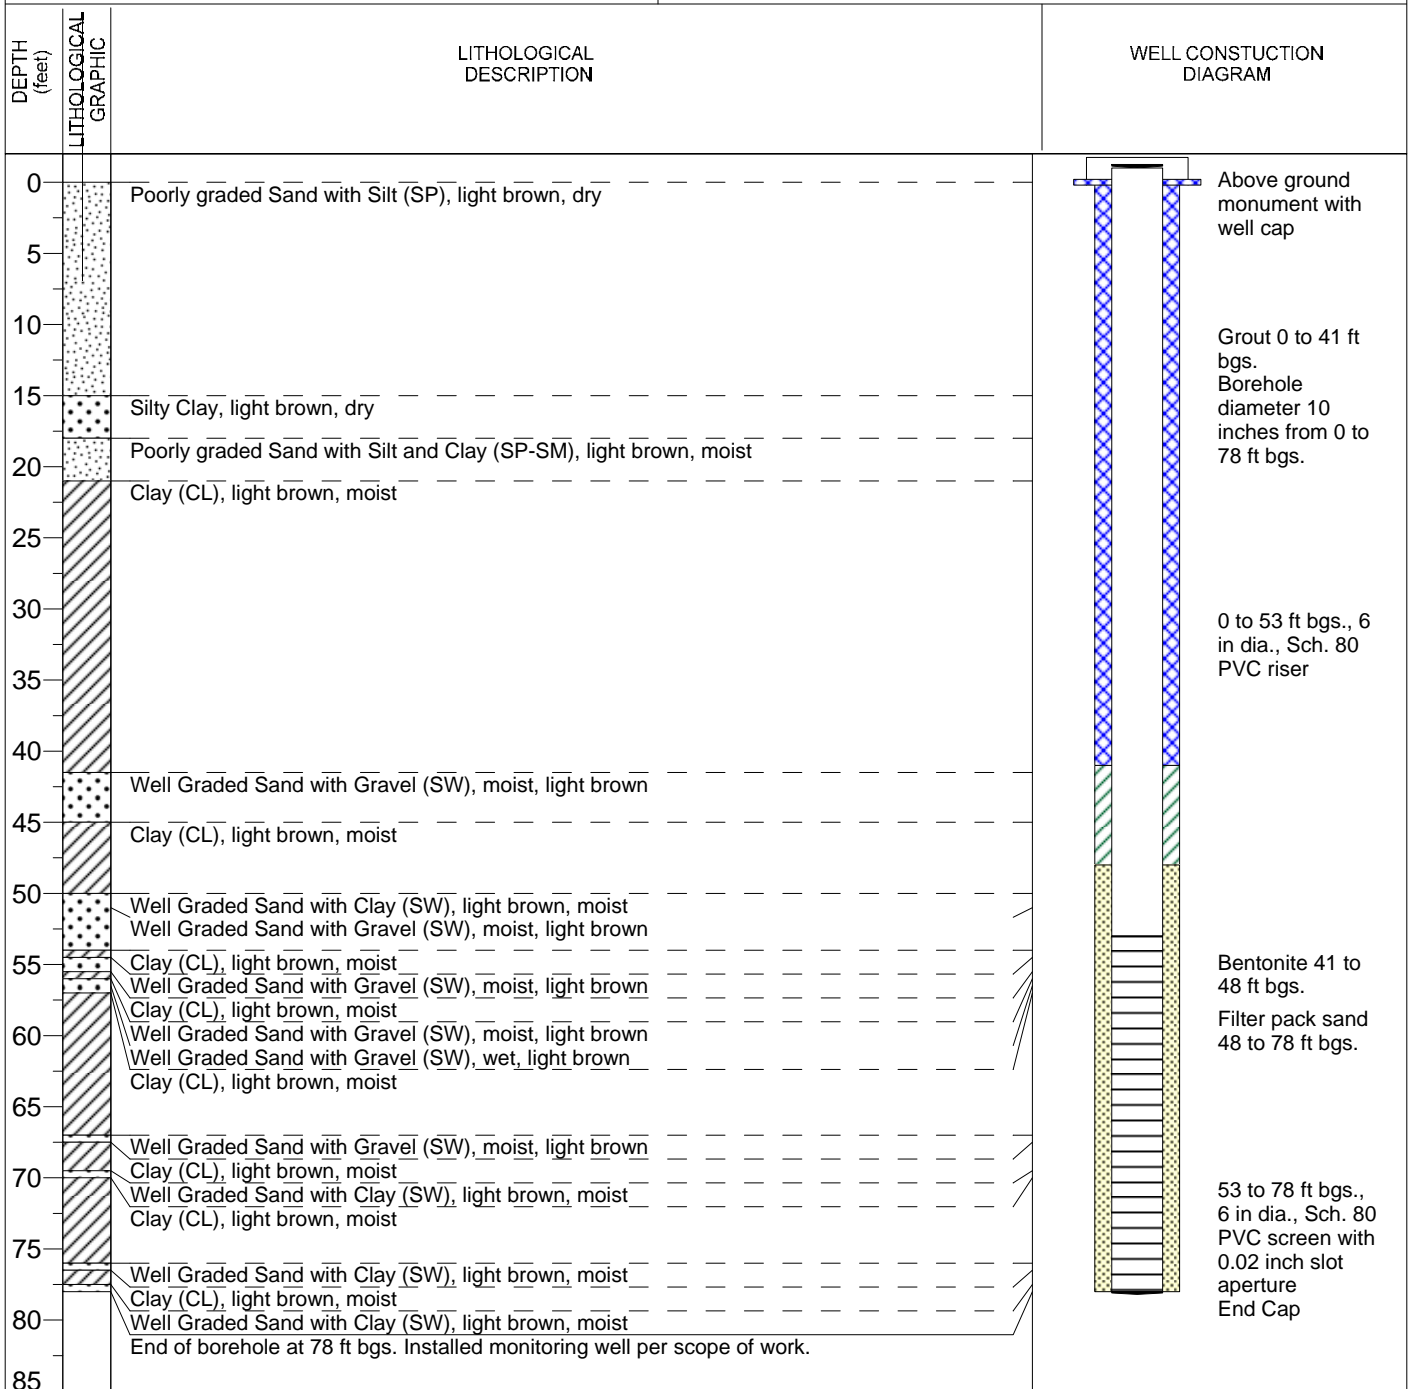 DEPTH
(feet)
LITHOLOGICAL
GRAPHIC
LITHOLOGICAL
DESCRIPTION
WELL CONSTUCTION
DIAGRAM
0
5
10
15
20
25
30
35
40
45
50
55
60
65
70
75
80
85
Poorly graded Sand with Silt (SP), light brown, dry
Silty Clay, light brown, dry
Poorly graded Sand with Silt and Clay (SP-SM), light brown, moist
Clay (CL), light brown, moist
Well Graded Sand with Gravel (SW), moist, light brown
Clay (CL), light brown, moist
Well Graded Sand with Clay (SW), light brown, moist
Well Graded Sand with Gravel (SW), moist, light brown
Clay (CL), light brown, moist
Well Graded Sand with Gravel (SW), moist, light brown
Clay (CL), light brown, moist
Well Graded Sand with Gravel (SW), moist, light brown
Well Graded Sand with Gravel (SW), wet, light brown
Clay (CL), light brown, moist
Well Graded Sand with Gravel (SW), moist, light brown
Clay (CL), light brown, moist
Well Graded Sand with Clay (SW), light brown, moist
Clay (CL), light brown, moist
Well Graded Sand with Clay (SW), light brown, moist
Clay (CL), light brown, moist
Well Graded Sand with Clay (SW), light brown, moist
End of borehole at 78 ft bgs. Installed monitoring well per scope of work.
Above ground
monument with
well cap
Grout 0 to 41 ft
bgs.
Borehole
diameter 10
inches from 0 to
78 ft bgs.
0 to 53 ft bgs., 6
in dia., Sch. 80
PVC riser
Bentonite 41 to
48 ft bgs.
Filter pack sand
48 to 78 ft bgs.
53 to 78 ft bgs.,
6 in dia., Sch. 80
PVC screen with
0.02 inch slot
aperture
End Cap